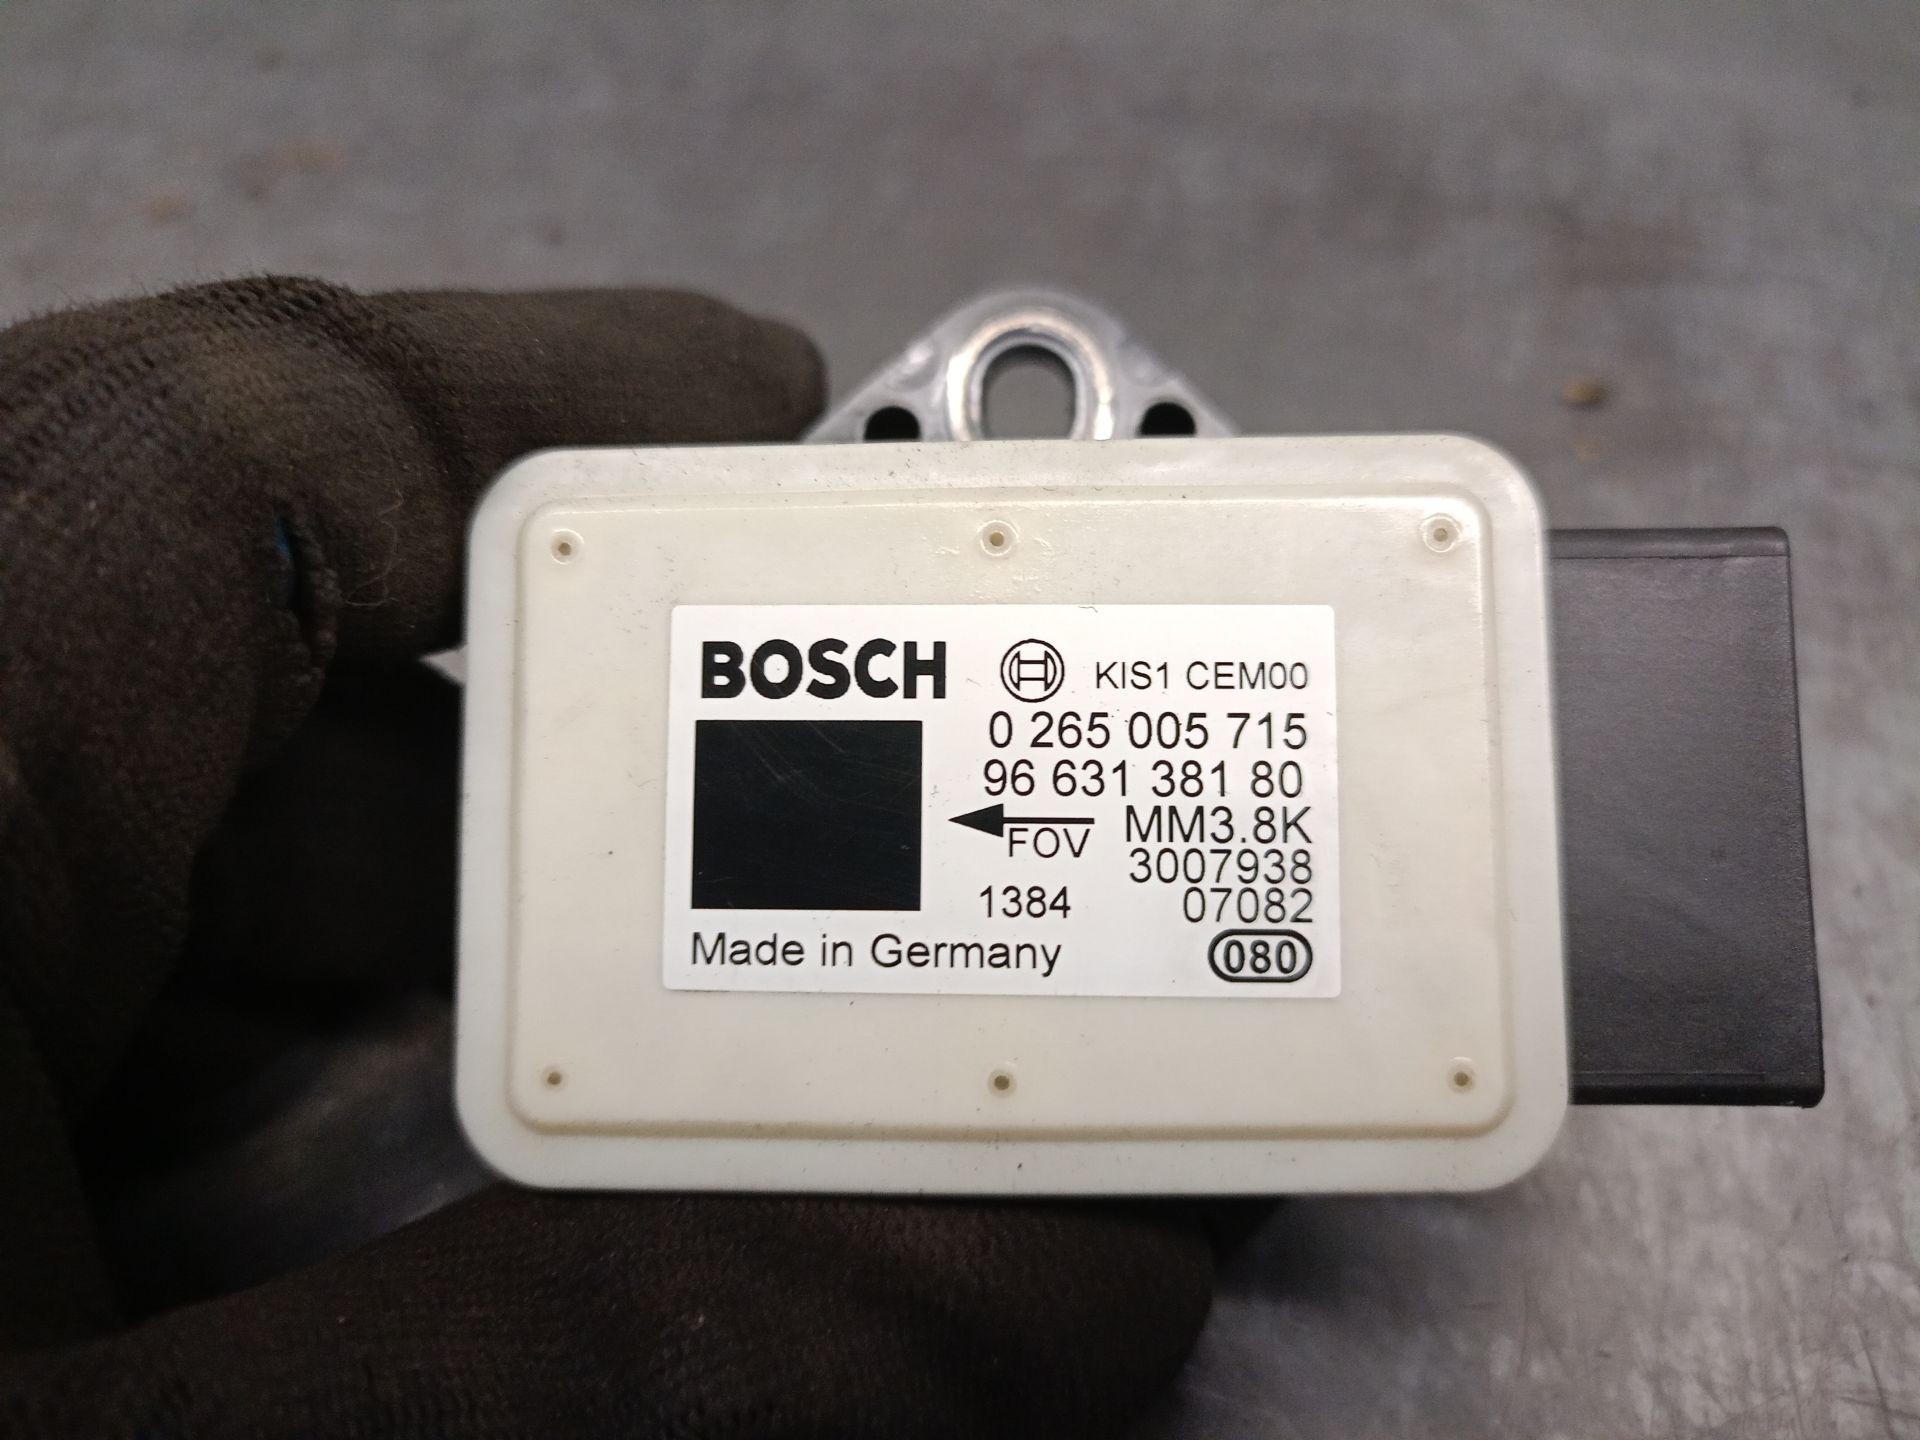 BOSCH KIS1 CEM00
0 265 005 715
96 631 381 80
MM3.8K
FOV
3007938
1384 07082
Made in Germany 080